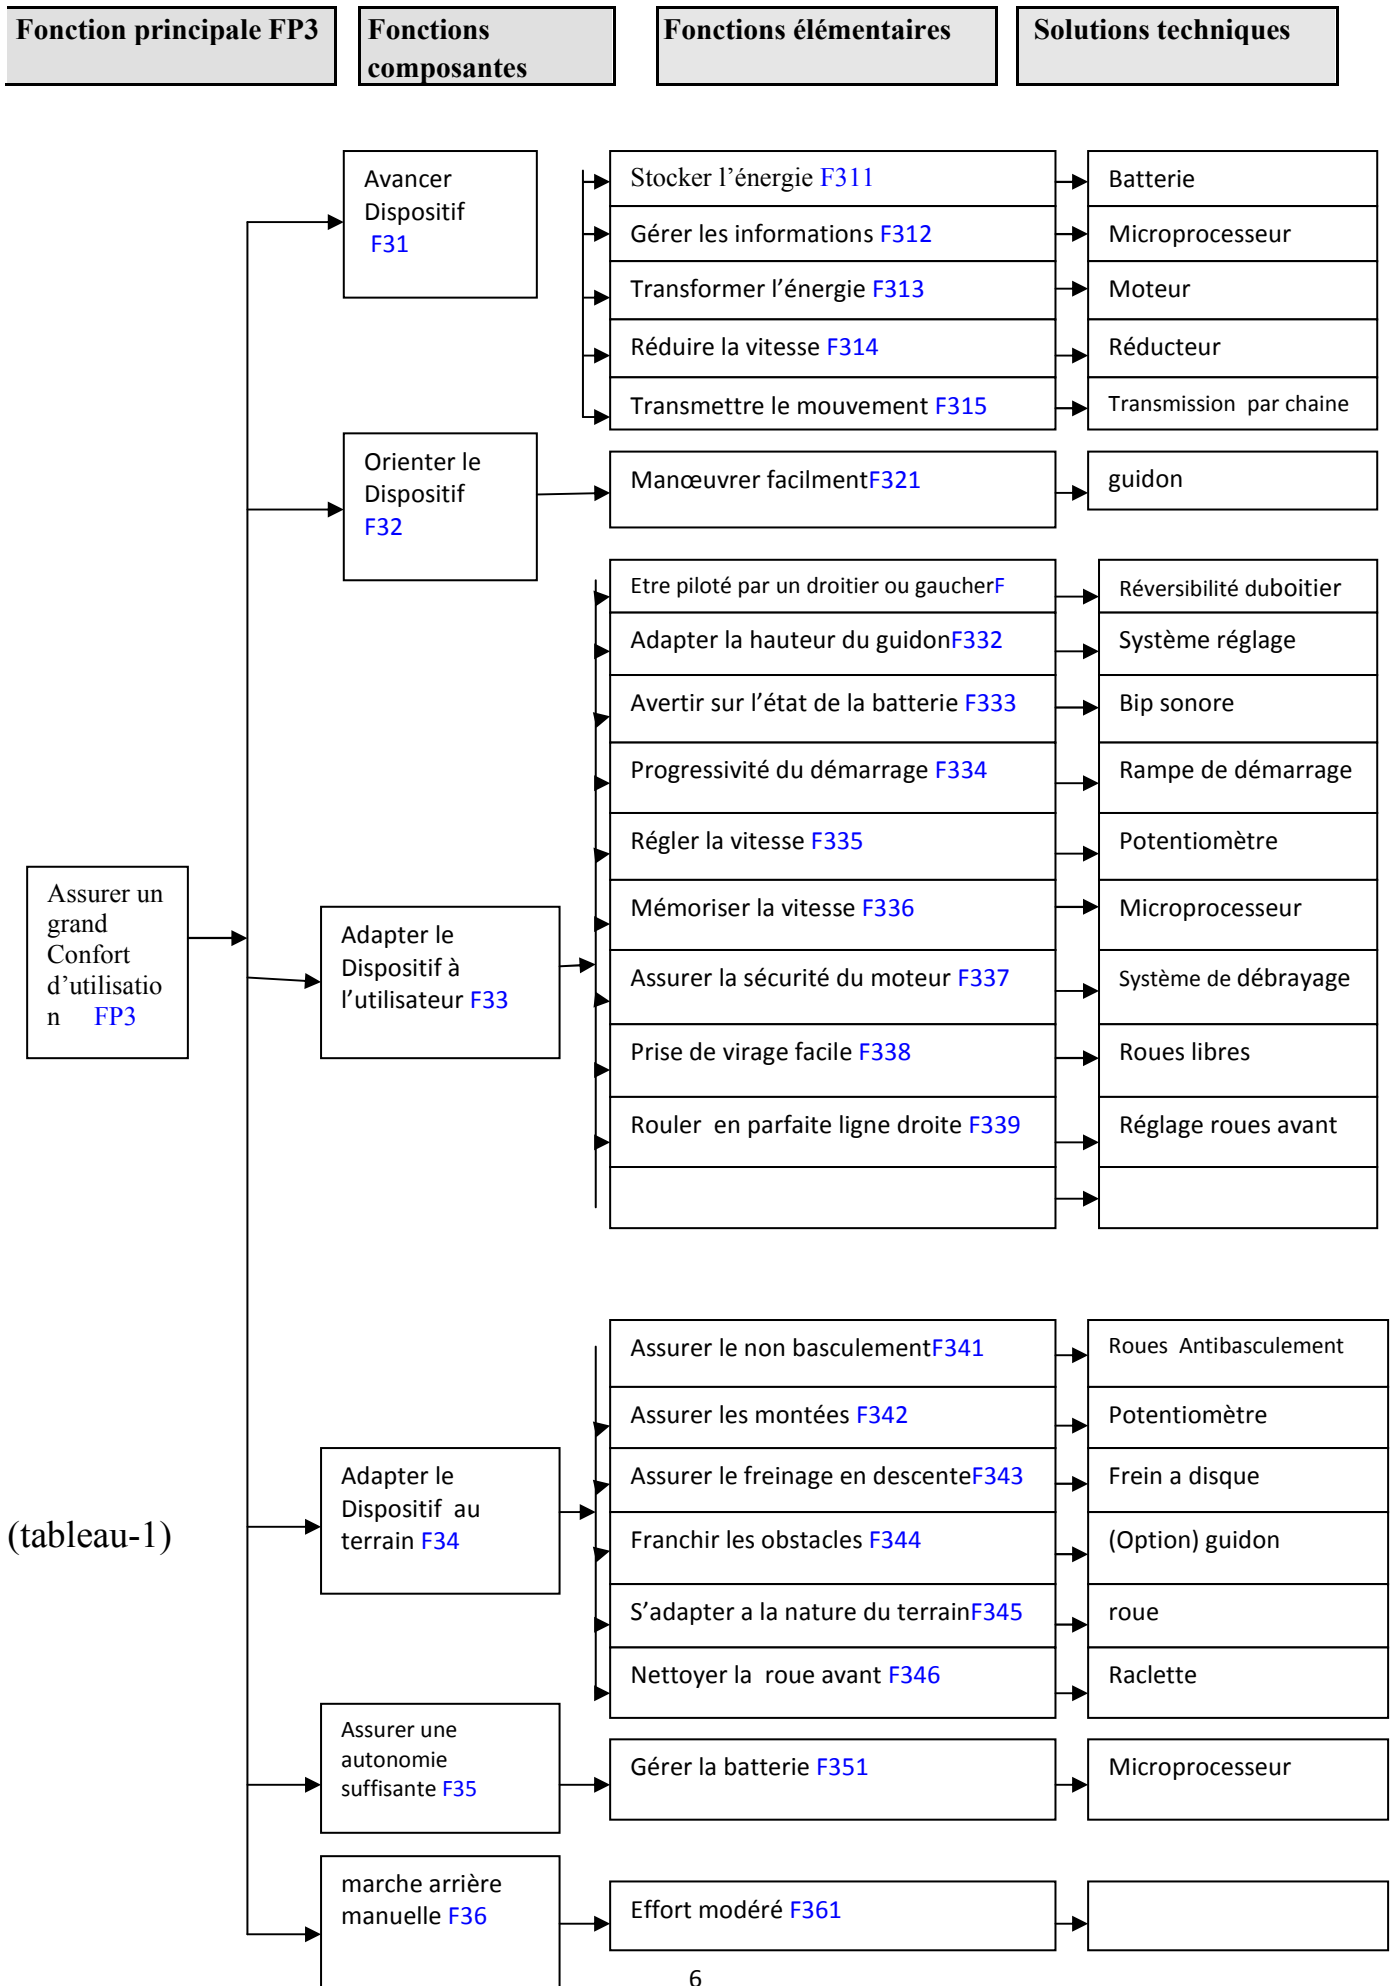 Fonction principale FP3
Fonctions
composantes
Fonctions élémentaires
Solutions techniques
Avancer
Dispositif
F31
Stocker l’énergie F311
Batterie
Gérer les informations F312
Microprocesseur
Transformer l’énergie F313
Moteur
Réduire la vitesse F314
Réducteur
Transmettre le mouvement F315
Transmission par chaine
Orienter le
Dispositif
F32
Manœuvrer facilmentF321
guidon
Etre piloté par un droitier ou gaucherF
Réversibilité duboitier
Adapter la hauteur du guidonF332
Système réglage
Avertir sur l’état de la batterie F333
Bip sonore
Progressivité du démarrage F334
Rampe de démarrage
Régler la vitesse F335
Potentiomètre
Assurer un
grand
Confort
d’utilisatio
n FP3
Adapter le
Dispositif à
l’utilisateur F33
Mémoriser la vitesse F336
Microprocesseur
Assurer la sécurité du moteur F337
Système de débrayage
Prise de virage facile F338
Roues libres
Rouler en parfaite ligne droite F339
Réglage roues avant
Assurer le non basculementF341
Roues Antibasculement
Assurer les montées F342
Potentiomètre
(tableau-1)
Adapter le
Dispositif au
terrain F34
Assurer le freinage en descenteF343
Frein a disque
Franchir les obstacles F344
(Option) guidon
S’adapter a la nature du terrainF345
roue
Nettoyer la roue avant F346
Raclette
Assurer une
autonomie
suffisante F35
Gérer la batterie F351
Microprocesseur
marche arrière
manuelle F36
Effort modéré F361
6